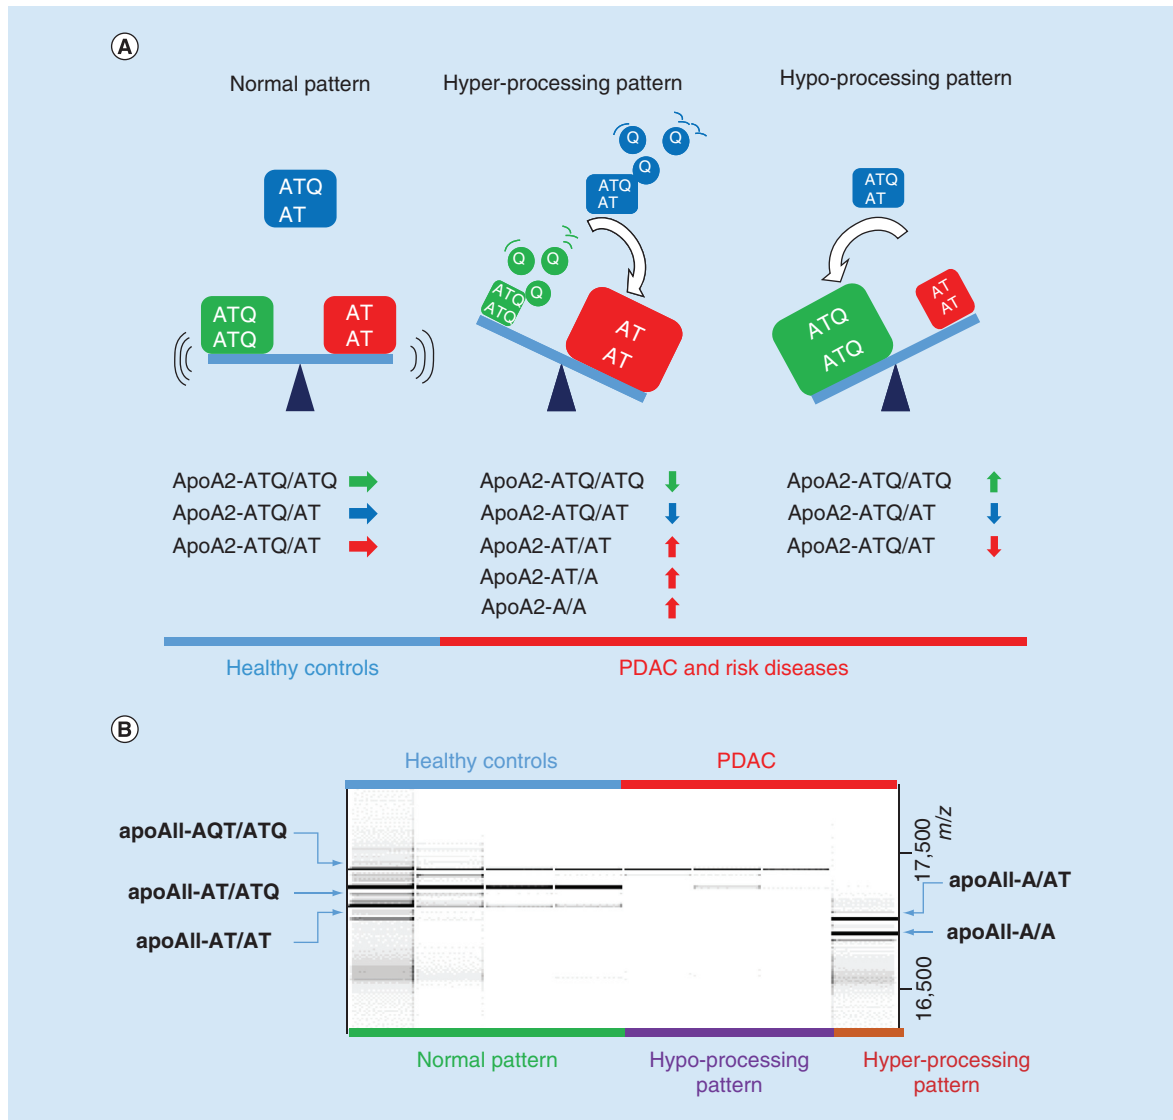 A
Normal pattern
Hyper-processing pattern
Hypo-processing pattern
Q
Q
Q
ATQ
AT
ATQ
AT
ATQ
AT
Q
Q
Q
ATQ
ATQ
ATQ
ATQ
AT
AT
AT
AT
ATQ
ATQ
AT
AT
ApoA2-ATQ/ATQ
ApoA2-ATQ/AT
ApoA2-ATQ/AT
ApoA2-ATQ/ATQ
ApoA2-ATQ/AT
ApoA2-AT/AT
ApoA2-AT/A
ApoA2-A/A
ApoA2-ATQ/ATQ
ApoA2-ATQ/AT
ApoA2-ATQ/AT
Healthy controls
PDAC and risk diseases
B
Healthy controls
PDAC
apoAII-AQT/ATQ
apoAII-AT/ATQ
apoAII-AT/AT
17,500
m/z
16,500
apoAII-A/AT
apoAII-A/A
Normal pattern
Hypo-processing
pattern
Hyper-processing
pattern